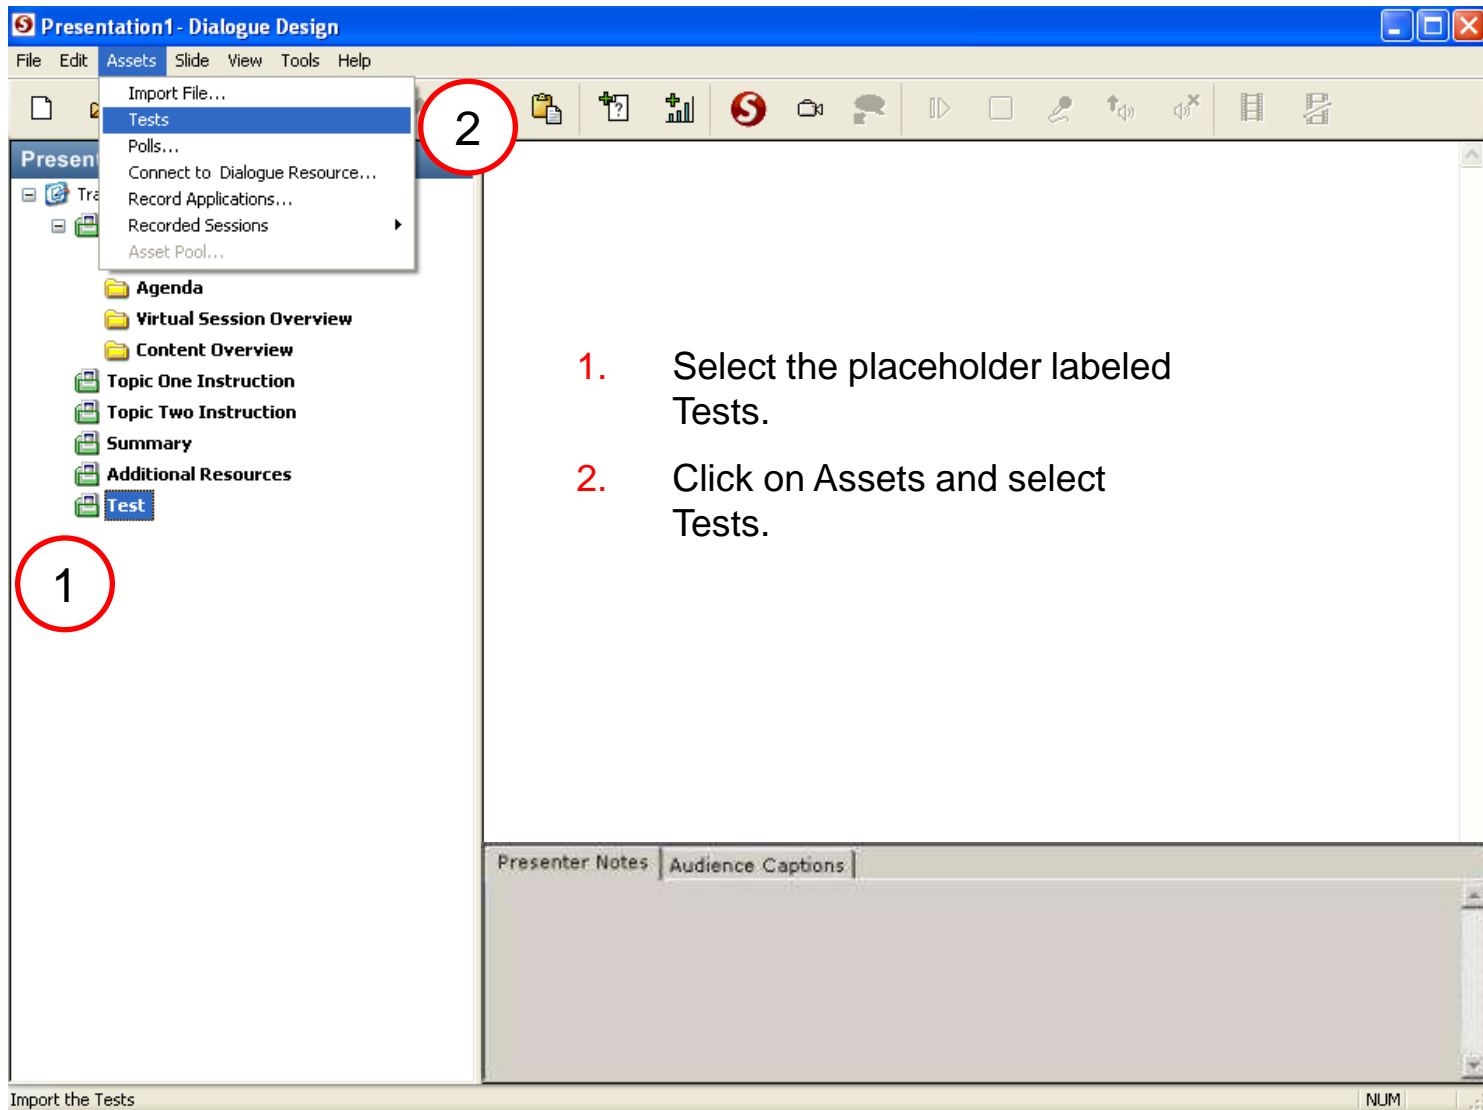 Presentation1 - Dialogue Design
File Edit Assets Slide View Tools Help
Import File...
Tests
Polls...
Connect to Dialogue Resource...
Record Applications...
Recorded Sessions
Asset Pool...
2
Present
Tra
Agenda
Virtual Session Overview
Content Overview
Topic One Instruction
Topic Two Instruction
Summary
Additional Resources
Test
1
1. Select the placeholder labeled
Tests.
2. Click on Assets and select
Tests.
Presenter Notes Audience Captions
Import the Tests NUM